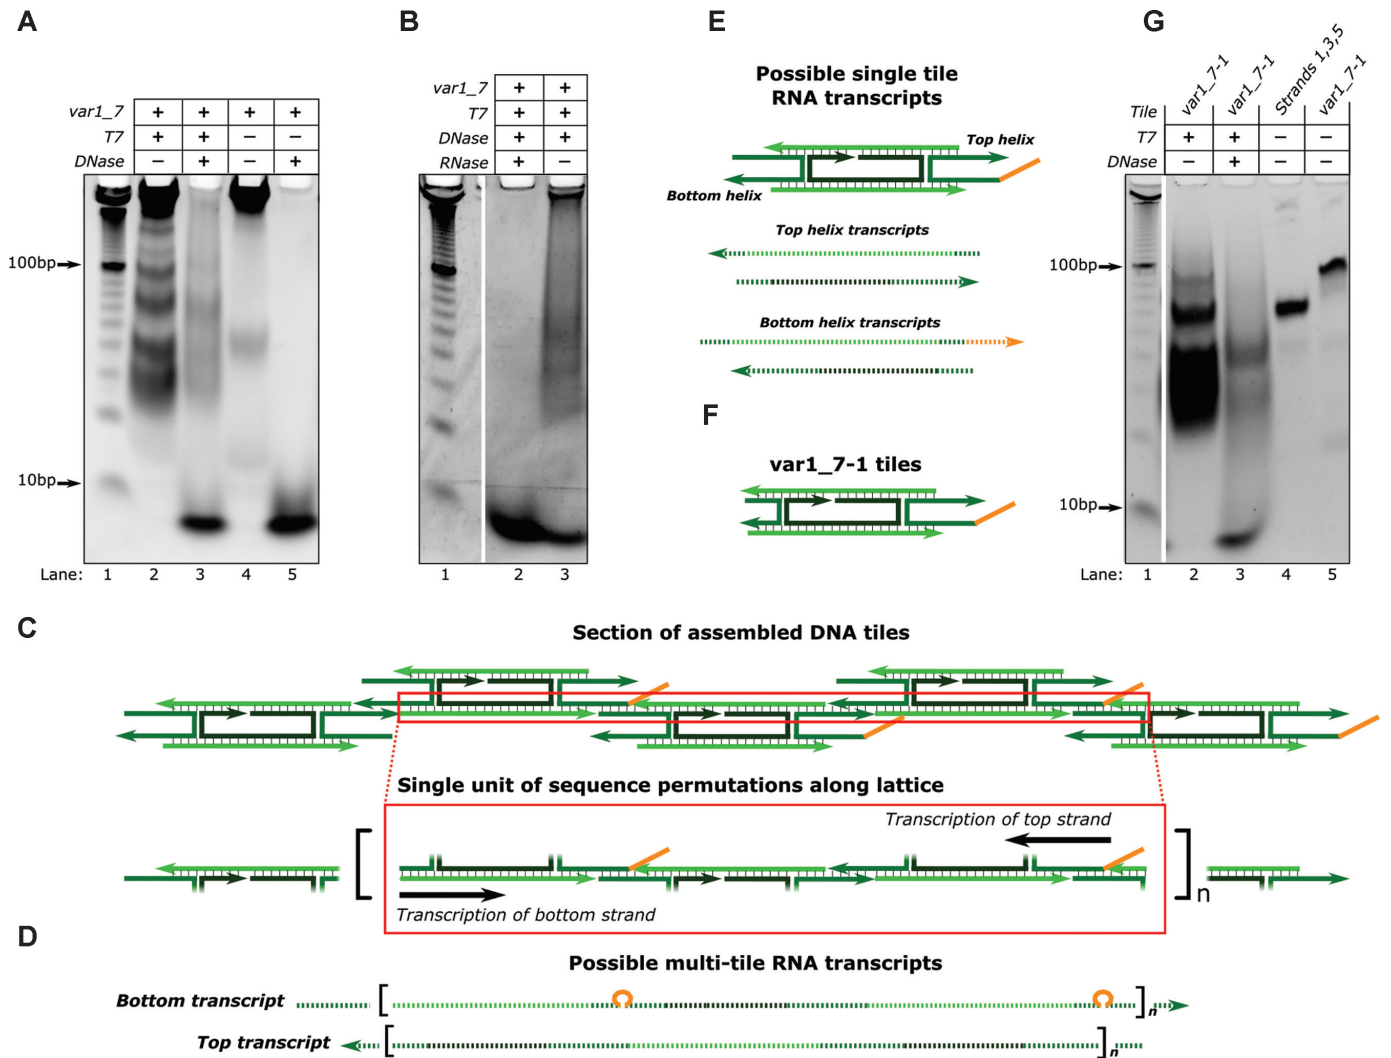 A
var1_7 + + + +
T7 + + − −
DNase − + − +
100bp
10bp
Lane: 1 2 3 4 5
B
var1_7 + +
T7 + +
DNase + +
RNase + −
1 2 3
E
Possible single tile
RNA transcripts
Top helix
Bottom helix
Top helix transcripts
Bottom helix transcripts
F
var1_7-1 tiles
G
Tile var1_7-1 var1_7-1 Strands 1,3,5 var1_7-1
T7 + + − −
DNase − + − −
100bp
10bp
Lane: 1 2 3 4 5
C
Section of assembled DNA tiles
Single unit of sequence permutations along lattice
Transcription of top strand
n
Transcription of bottom strand
D
Possible multi-tile RNA transcripts
Bottom transcript
n
Top transcript
n